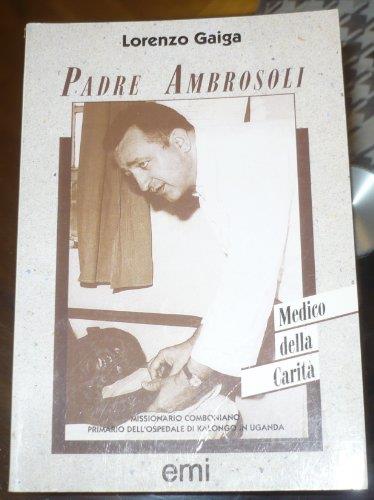 Lorenzo Gaiga
PADRE AMBROSOLI
Medico
della
Carità
MISSIONARIO COMBONIANO
PRIMARIO DELL'OSPEDALE DI KALONGO IN UGANDA
emi